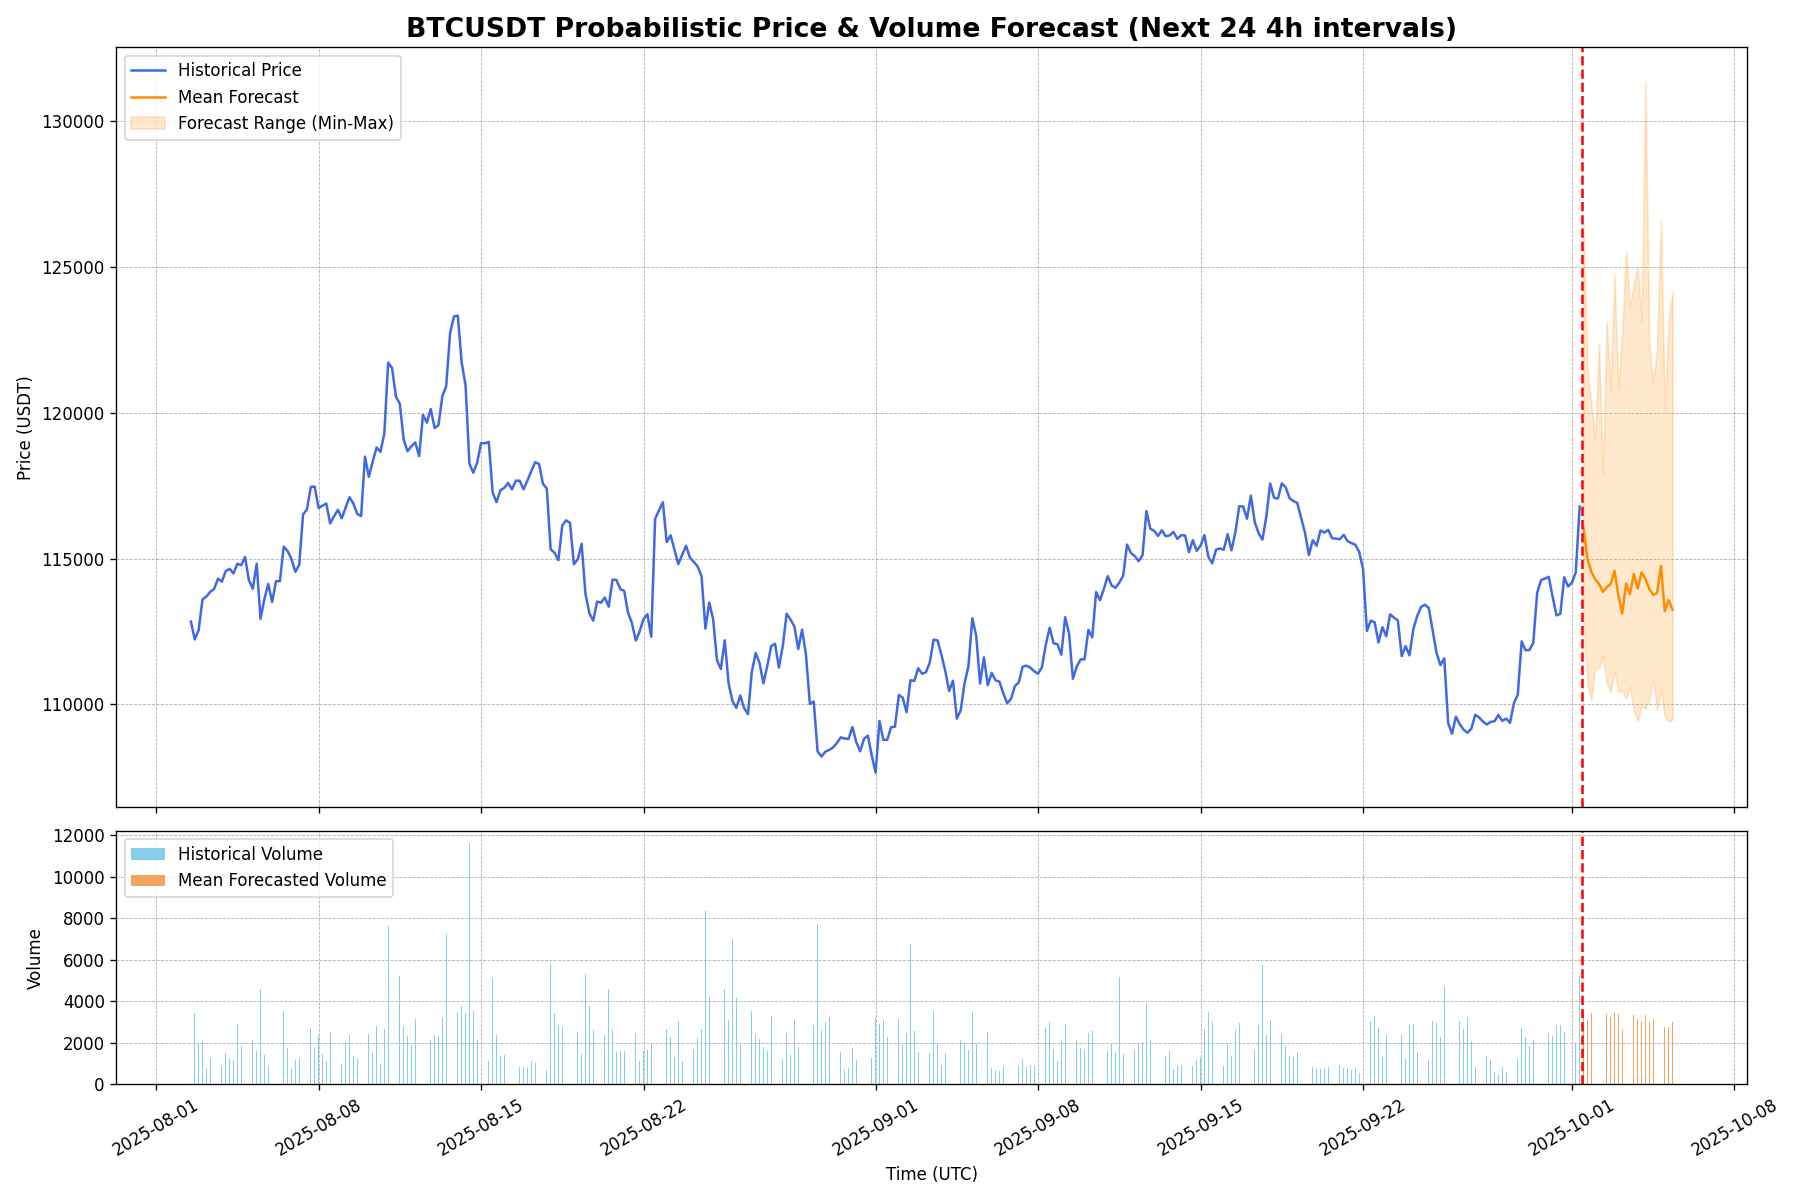 BTCUSDT Probabilistic Price & Volume Forecast (Next 24 4h intervals)
Historical Price
Mean Forecast
Forecast Range (Min-Max)
Price (USDT)
130000
125000
120000
115000
110000
Historical Volume
Mean Forecasted Volume
Volume
12000
10000
8000
6000
4000
2000
0
2025-08-01
2025-08-08
2025-08-15
2025-08-22
2025-09-01
2025-09-08
2025-09-15
2025-09-22
2025-10-01
2025-10-08
Time (UTC)